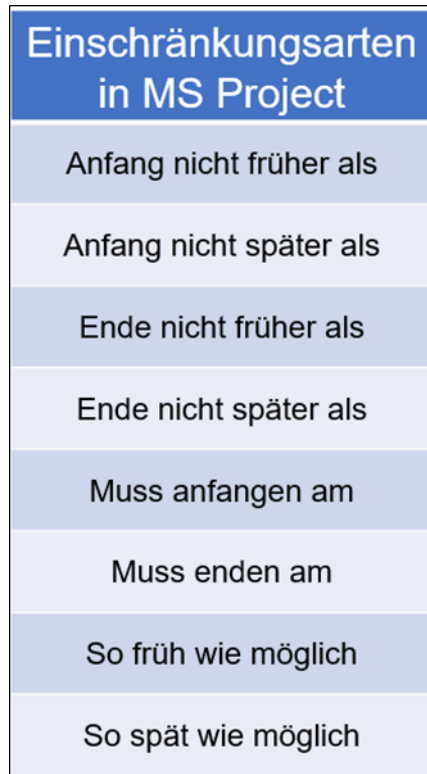 Einschränkungsarten
in MS Project
Anfang nicht früher als
Anfang nicht später als
Ende nicht früher als
Ende nicht später als
Muss anfangen am
Muss enden am
So früh wie möglich
So spät wie möglich